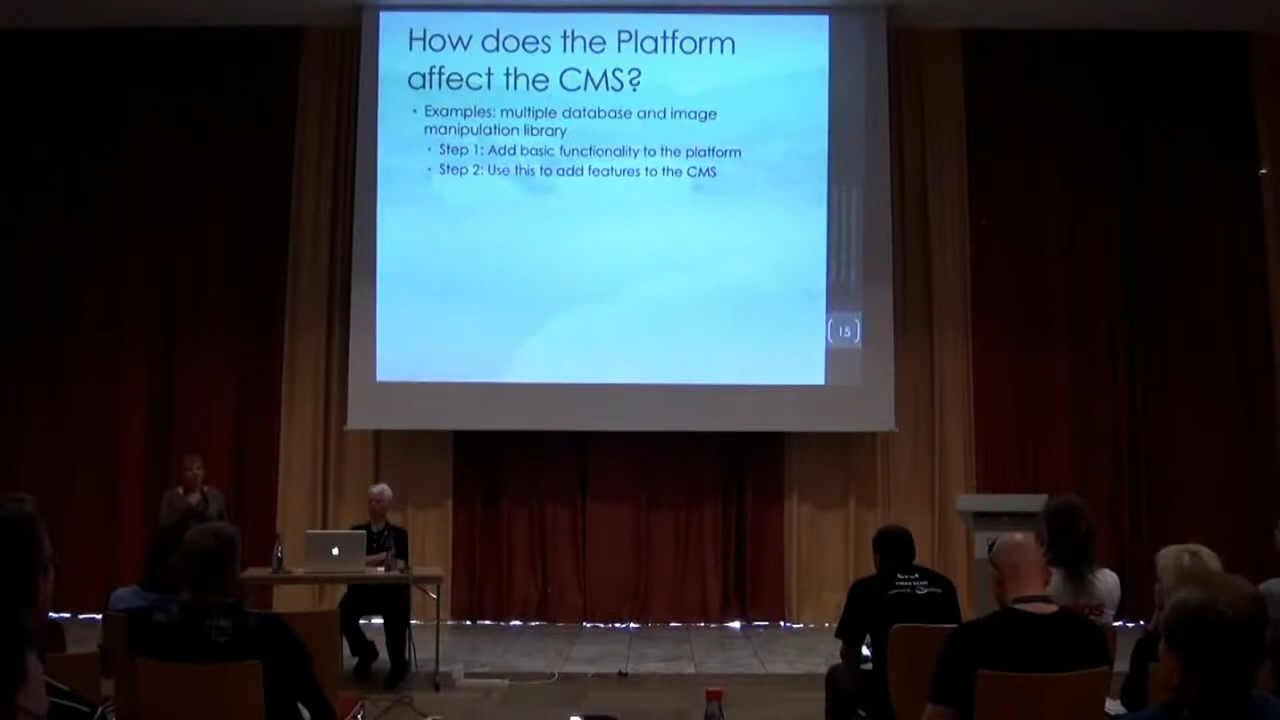 How does the Platform
affect the CMS?
• Examples: multiple database and image
manipulation library
• Step 1: Add basic functionality to the platform
• Step 2: Use this to add features to the CMS
15